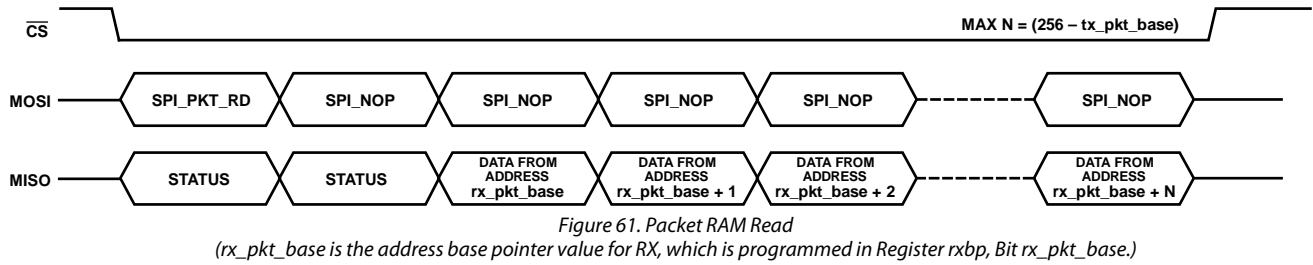 CS
MAX N = (256 – tx_pkt_base)
MOSI
SPI_PKT_RD
SPI_NOP
SPI_NOP
SPI_NOP
SPI_NOP
SPI_NOP
MISO
STATUS
STATUS
DATA FROM
ADDRESS
rx_pkt_base
DATA FROM
ADDRESS
rx_pkt_base + 1
DATA FROM
ADDRESS
rx_pkt_base + 2
DATA FROM
ADDRESS
rx_pkt_base + N
Figure 61. Packet RAM Read
(rx_pkt_base is the address base pointer value for RX, which is programmed in Register rxbp, Bit rx_pkt_base.)